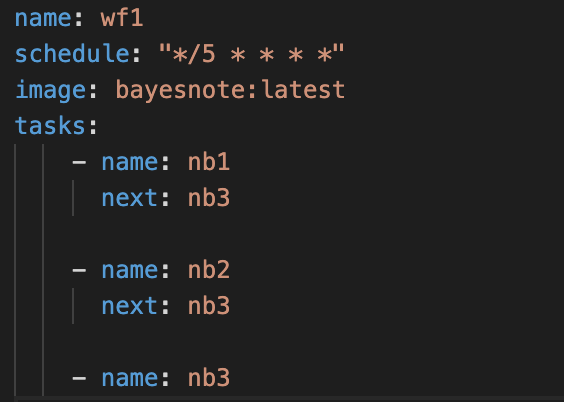 name: wf1
schedule: "*/5 * * * *"
image: bayesnote:latest
tasks:
    - name: nb1
      next: nb3

    - name: nb2
      next: nb3

    - name: nb3